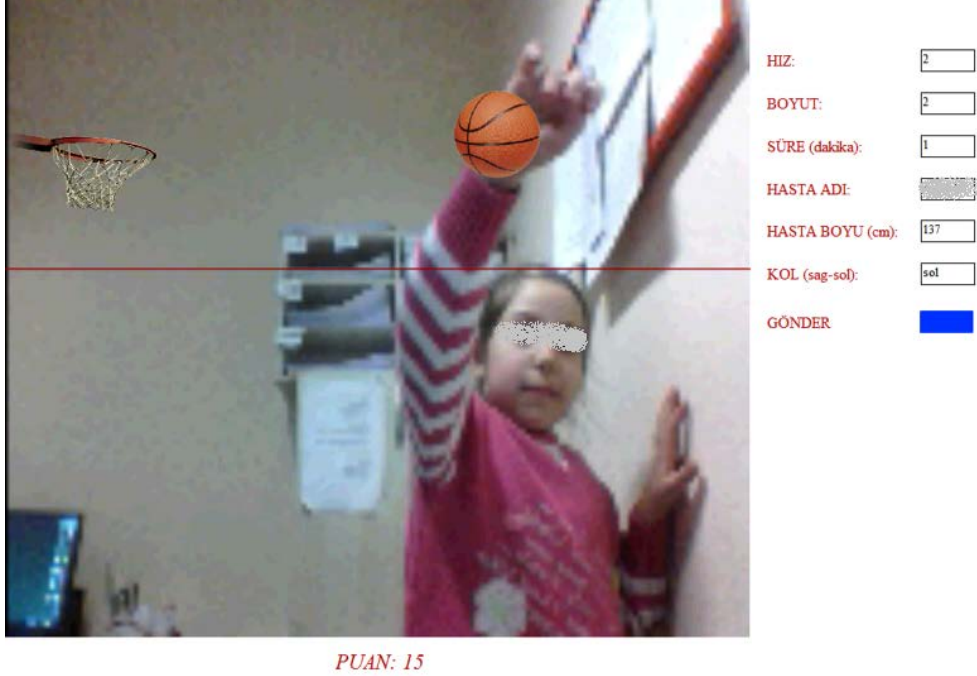 HIZ: 2
BOYUT: 2
SÜRE (dakika): 1
HASTA ADI:
HASTA BOYU (cm): 137
KOL (sag-sol): sol
GÖNDER
PUAN: 15